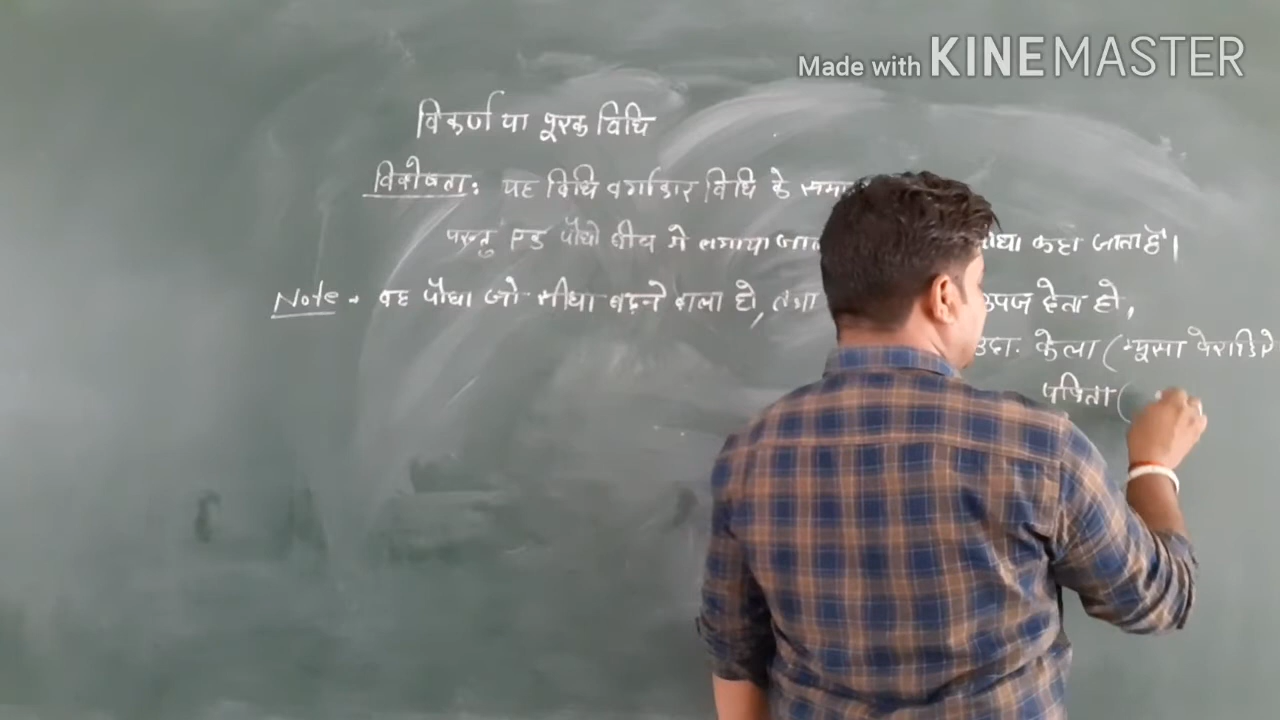 Made with KINEMASTER
विकर्ण या पूरक विधि
विशेषता: यह विधि वर्गाकार विधि के समा
परन्तु एक पौधा बीच मे लगाया जात कहा जाता है।
Note - वह पौधा जो सीधा बढ़ने वाला हो, तथा उपज देता हो,
उदा. केला (म्यूसा
पपिता (